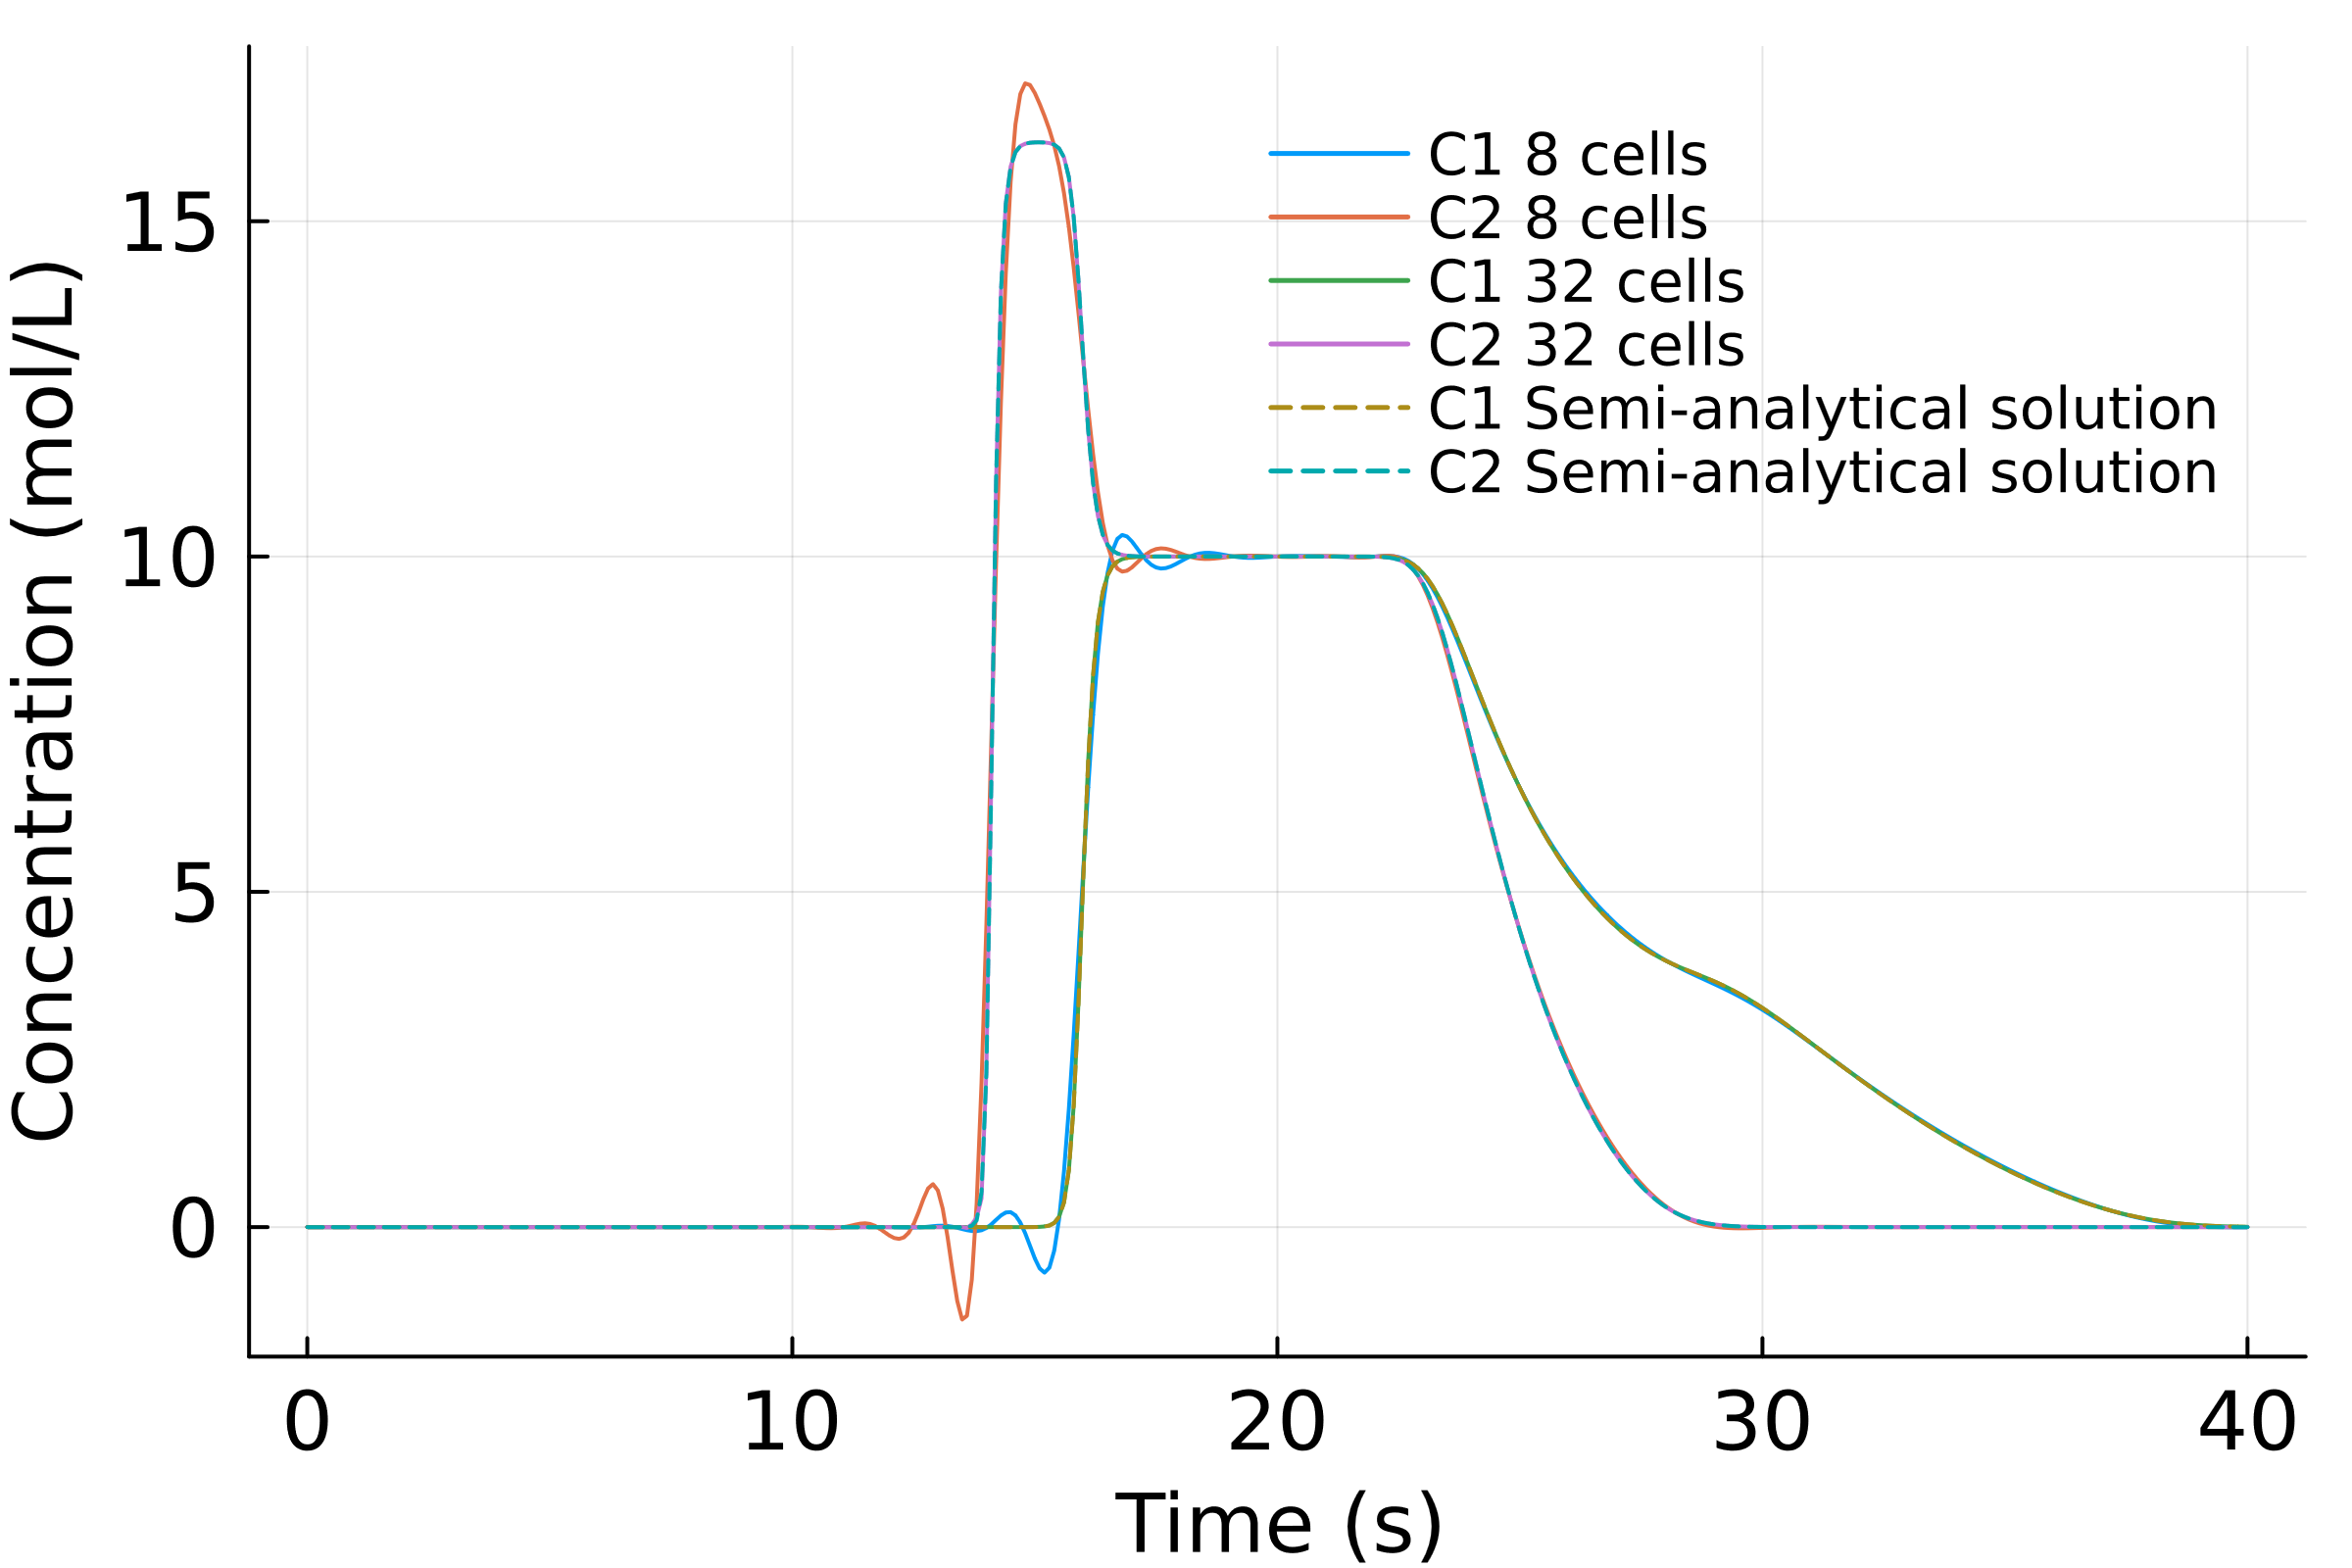 Concentration (mol/L)
15
10
5
0
C1 8 cells
C2 8 cells
C1 32 cells
C2 32 cells
C1 Semi-analytical solution
C2 Semi-analytical solution
0 10 20 30 40
Time (s)